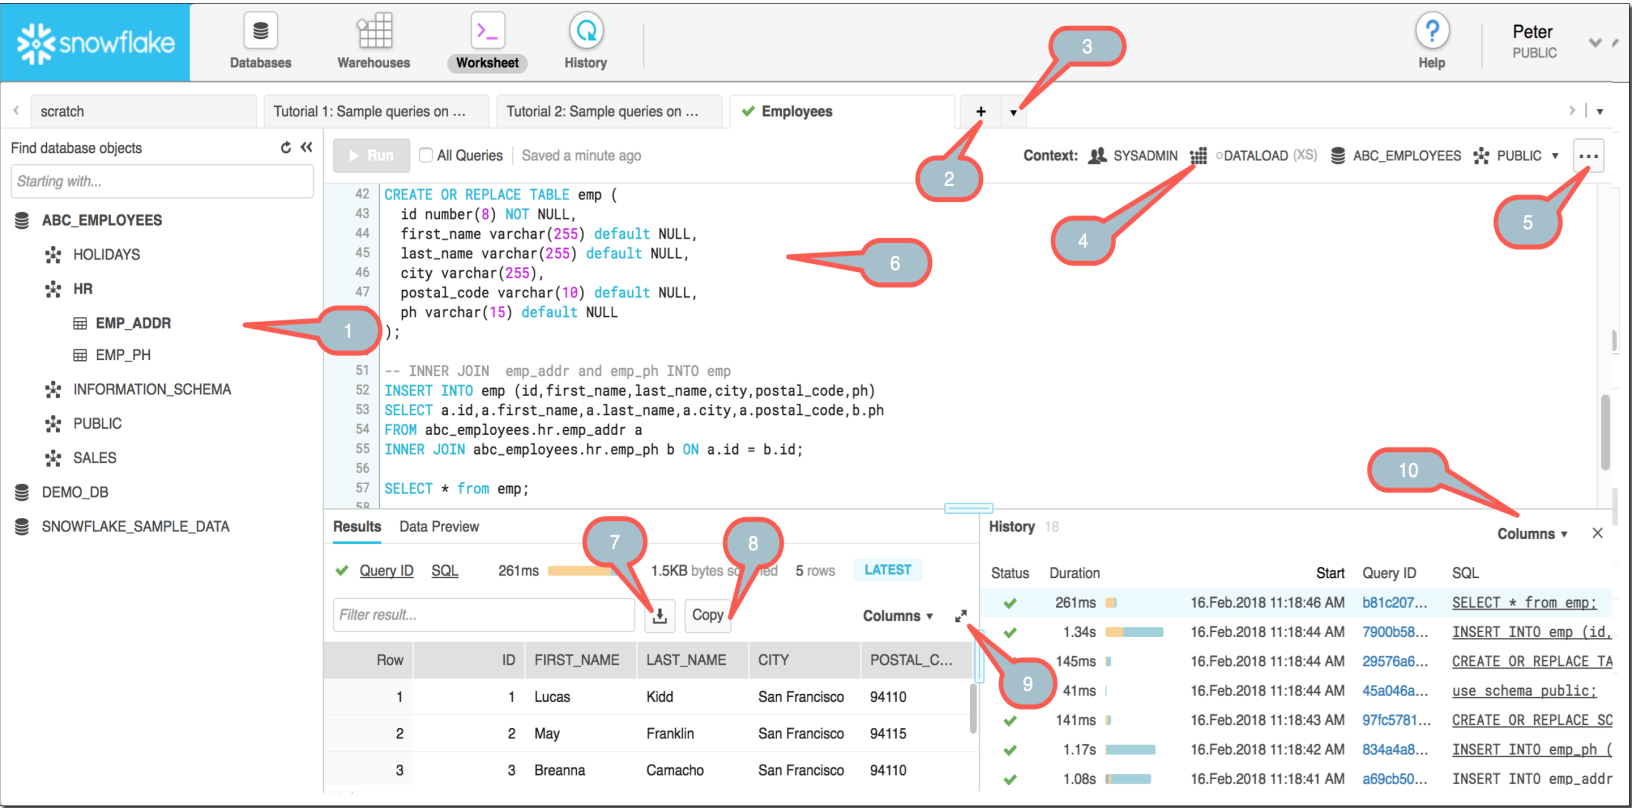 snowflake
Databases
Warehouses
Worksheet
History
3
Help
Peter
PUBLIC
scratch
Tutorial 1: Sample queries on ...
Tutorial 2: Sample queries on ...
Employees
+
Find database objects
Run
All Queries
Saved a minute ago
Context: SYSADMIN DATALOAD (XS) ABC_EMPLOYEES PUBLIC
...
Starting with...
2
4
5
ABC_EMPLOYEES
HOLIDAYS
HR
EMP_ADDR
EMP_PH
INFORMATION_SCHEMA
PUBLIC
SALES
DEMO_DB
SNOWFLAKE_SAMPLE_DATA
1
6
42 CREATE OR REPLACE TABLE emp (
43 id number(8) NOT NULL,
44 first_name varchar(255) default NULL,
45 last_name varchar(255) default NULL,
46 city varchar(255),
47 postal_code varchar(10) default NULL,
ph varchar(15) default NULL
);
51 -- INNER JOIN emp_addr and emp_ph INTO emp
52 INSERT INTO emp (id,first_name,last_name,city,postal_code,ph)
53 SELECT a.id,a.first_name,a.last_name,a.city,a.postal_code,b.ph
54 FROM abc_employees.hr.emp_addr a
55 INNER JOIN abc_employees.hr.emp_ph b ON a.id = b.id;
56
57 SELECT * from emp;
58
10
Results Data Preview
7
8
Query ID SQL 261ms 1.5KB bytes 5 rows LATEST
Filter result...
Copy
Columns
9
Row ID FIRST_NAME LAST_NAME CITY POSTAL_C...
1 1 Lucas Kidd San Francisco 94110
2 2 May Franklin San Francisco 94115
3 3 Breanna Camacho San Francisco 94110
History 18
Columns
Status Duration Start Query ID SQL
261ms 16.Feb.2018 11:18:46 AM b81c207... SELECT * from emp;
1.34s 16.Feb.2018 11:18:44 AM 7900b58... INSERT INTO emp (id,
145ms 16.Feb.2018 11:18:44 AM 29576a6... CREATE OR REPLACE TA
41ms 16.Feb.2018 11:18:44 AM 45a046a... use schema public;
141ms 16.Feb.2018 11:18:43 AM 97fc5781... CREATE OR REPLACE SC
1.17s 16.Feb.2018 11:18:42 AM 834a4a8... INSERT INTO emp_ph (
1.08s 16.Feb.2018 11:18:41 AM a69cb50... INSERT INTO emp_addr